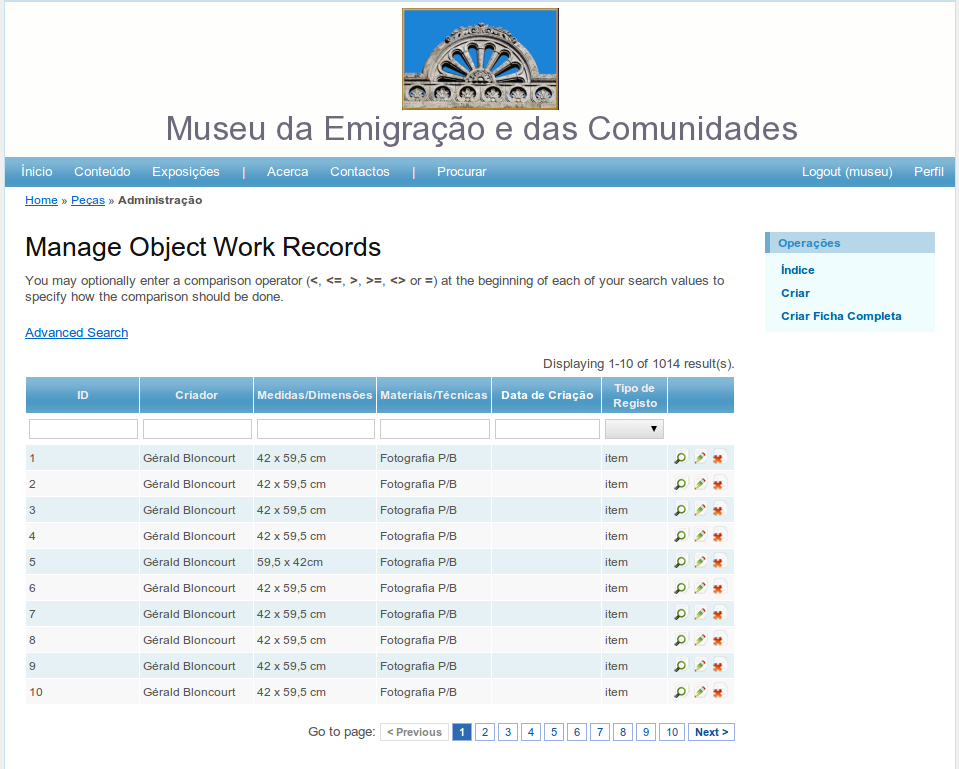 Museu da Emigração e das Comunidades
Ínicio Conteúdo Exposições | Acerca Contactos | Procurar Logout (museu) Perfil
Home » Peças » Administração
Manage Object Work Records
You may optionally enter a comparison operator (<, <=, >, >=, <> or =) at the beginning of each of your search values to
specify how the comparison should be done.
Advanced Search
Operações
Índice
Criar
Criar Ficha Completa
Displaying 1-10 of 1014 result(s).
ID Criador Medidas/Dimensões Materiais/Técnicas Data de Criação Tipo de
Registo
1 Gérald Bloncourt 42 x 59,5 cm Fotografia P/B item
2 Gérald Bloncourt 42 x 59,5 cm Fotografia P/B item
3 Gérald Bloncourt 42 x 59,5 cm Fotografia P/B item
4 Gérald Bloncourt 42 x 59,5 cm Fotografia P/B item
5 Gérald Bloncourt 59,5 x 42cm Fotografia P/B item
6 Gérald Bloncourt 42 x 59,5 cm Fotografia P/B item
7 Gérald Bloncourt 42 x 59,5 cm Fotografia P/B item
8 Gérald Bloncourt 42 x 59,5 cm Fotografia P/B item
9 Gérald Bloncourt 42 x 59,5 cm Fotografia P/B item
10 Gérald Bloncourt 42 x 59,5 cm Fotografia P/B item
Go to page: < Previous 1 2 3 4 5 6 7 8 9 10 Next >